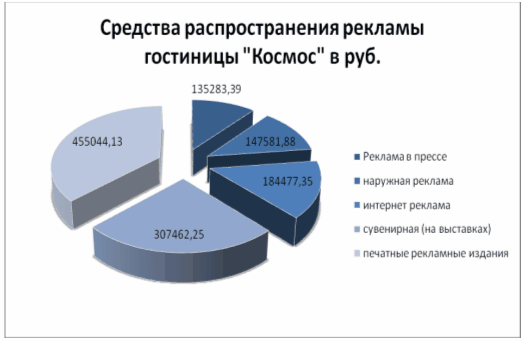 Средства распространения рекламы
гостиницы "Космос" в руб.
135283,39
147581,88
184477,35
307462,25
455044,13
Реклама в прессе
наружная реклама
интернет реклама
сувенирная (на выставках)
печатные рекламные издания